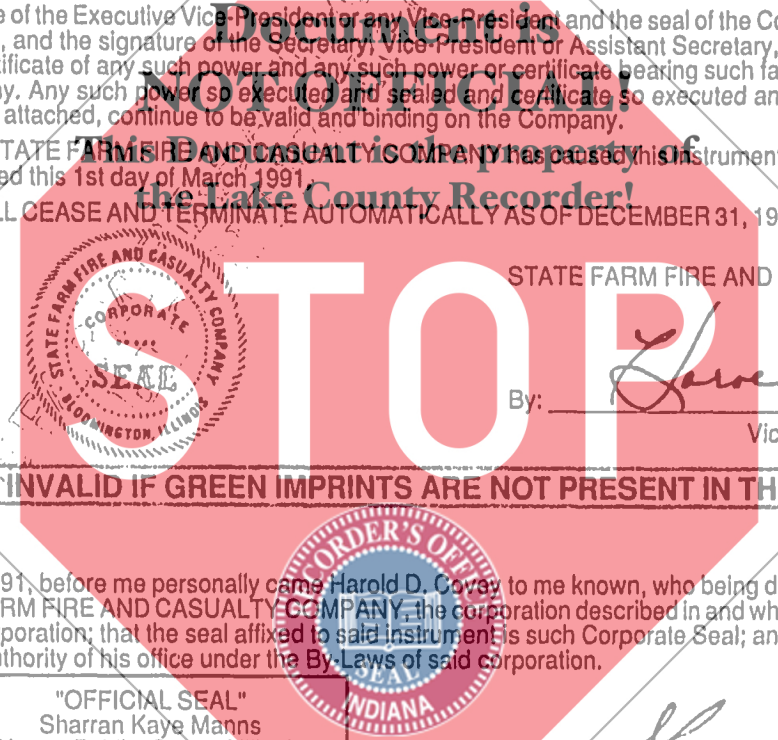 e of the Executive Vice-President or any Vice-President and the seal of the Co
, and the signature of the Secretary, Vice-President or Assistant Secretary,
tificate of any such power and any such power or certificate bearing such fa
y. Any such power so executed and sealed and certificate so executed an
attached, continue to be valid and binding on the Company.
Document is
NOT OFFICIAL!
This Document is the property of
the Lake County Recorder!
TATE FARM FIRE AND CASUALTY COMPANY has caused this instrument
ed this 1st day of March 1991,
LL CEASE AND TERMINATE AUTOMATICALLY AS OF DECEMBER 31, 19
STATE FARM FIRE AND CASUALTY COMPANY
CORPORATE
SEAL
BLOOMINGTON, ILLINOIS
STOP
STATE FARM FIRE AND
By:
Vic
INVALID IF GREEN IMPRINTS ARE NOT PRESENT IN TH
RECORDER'S OFFI
SEAL
INDIANA
91, before me personally came Harold D. Covey to me known, who being d
RM FIRE AND CASUALTY COMPANY, the corporation described in and wh
poration; that the seal affixed to said instrument is such Corporate Seal; an
thority of his office under the By-Laws of said corporation.
"OFFICIAL SEAL"
Sharran Kaye Manns